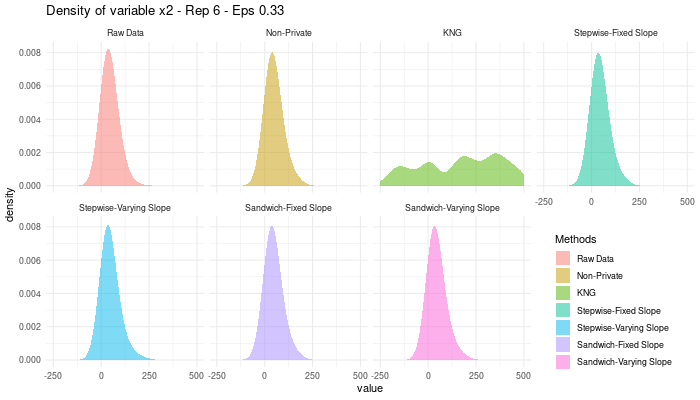 Density of variable x2 - Rep 6 - Eps 0.33
Raw Data Non-Private KNG Stepwise-Fixed Slope
0.008
0.006
0.004
0.002
0.000
-250 0 250 500
density
Stepwise-Varying Slope Sandwich-Fixed Slope Sandwich-Varying Slope
0.008
0.006
0.004
0.002
0.000
-250 0 250 500 -250 0 250 500 -250 0 250 500
value
Methods
Raw Data
Non-Private
KNG
Stepwise-Fixed Slope
Stepwise-Varying Slope
Sandwich-Fixed Slope
Sandwich-Varying Slope